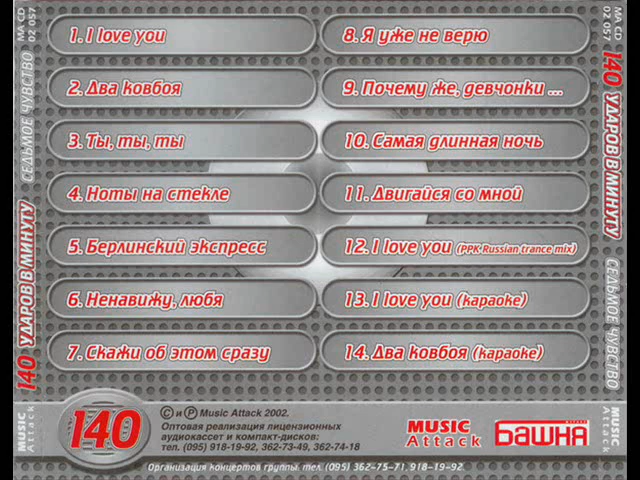 MA CD
02 057
140 УДАРОВ В МИНУТУ СЕДЬМОЕ ЧУВСТВО
MUSIC
Attack
1. I love you
2. Два ковбоя
3. Ты, ты, ты
4. Ноты на стекле
5. Берлинский экспресс
6. Ненавижу, любя
7. Скажи об этом сразу
8. Я уже не верю
9. Почему же, девчонки ...
10. Самая длинная ночь
11. Двигайся со мной
12. I love you (PPK Russian trance mix)
13. I love you (караоке)
14. Два ковбоя (караоке)
140
© и ℗ Music Attack 2002.
Оптовая реализация лицензионных
аудиокассет и компакт-дисков:
тел. (095) 918-19-92, 362-73-49, 362-74-18
MUSIC
Attack
БАШНЯ
Организация концертов группы тел. (095) 362-75-71, 918-19-92
MA CD
02 057
140 УДАРОВ В МИНУТУ СЕДЬМОЕ ЧУВСТВО
MUSIC
Attack